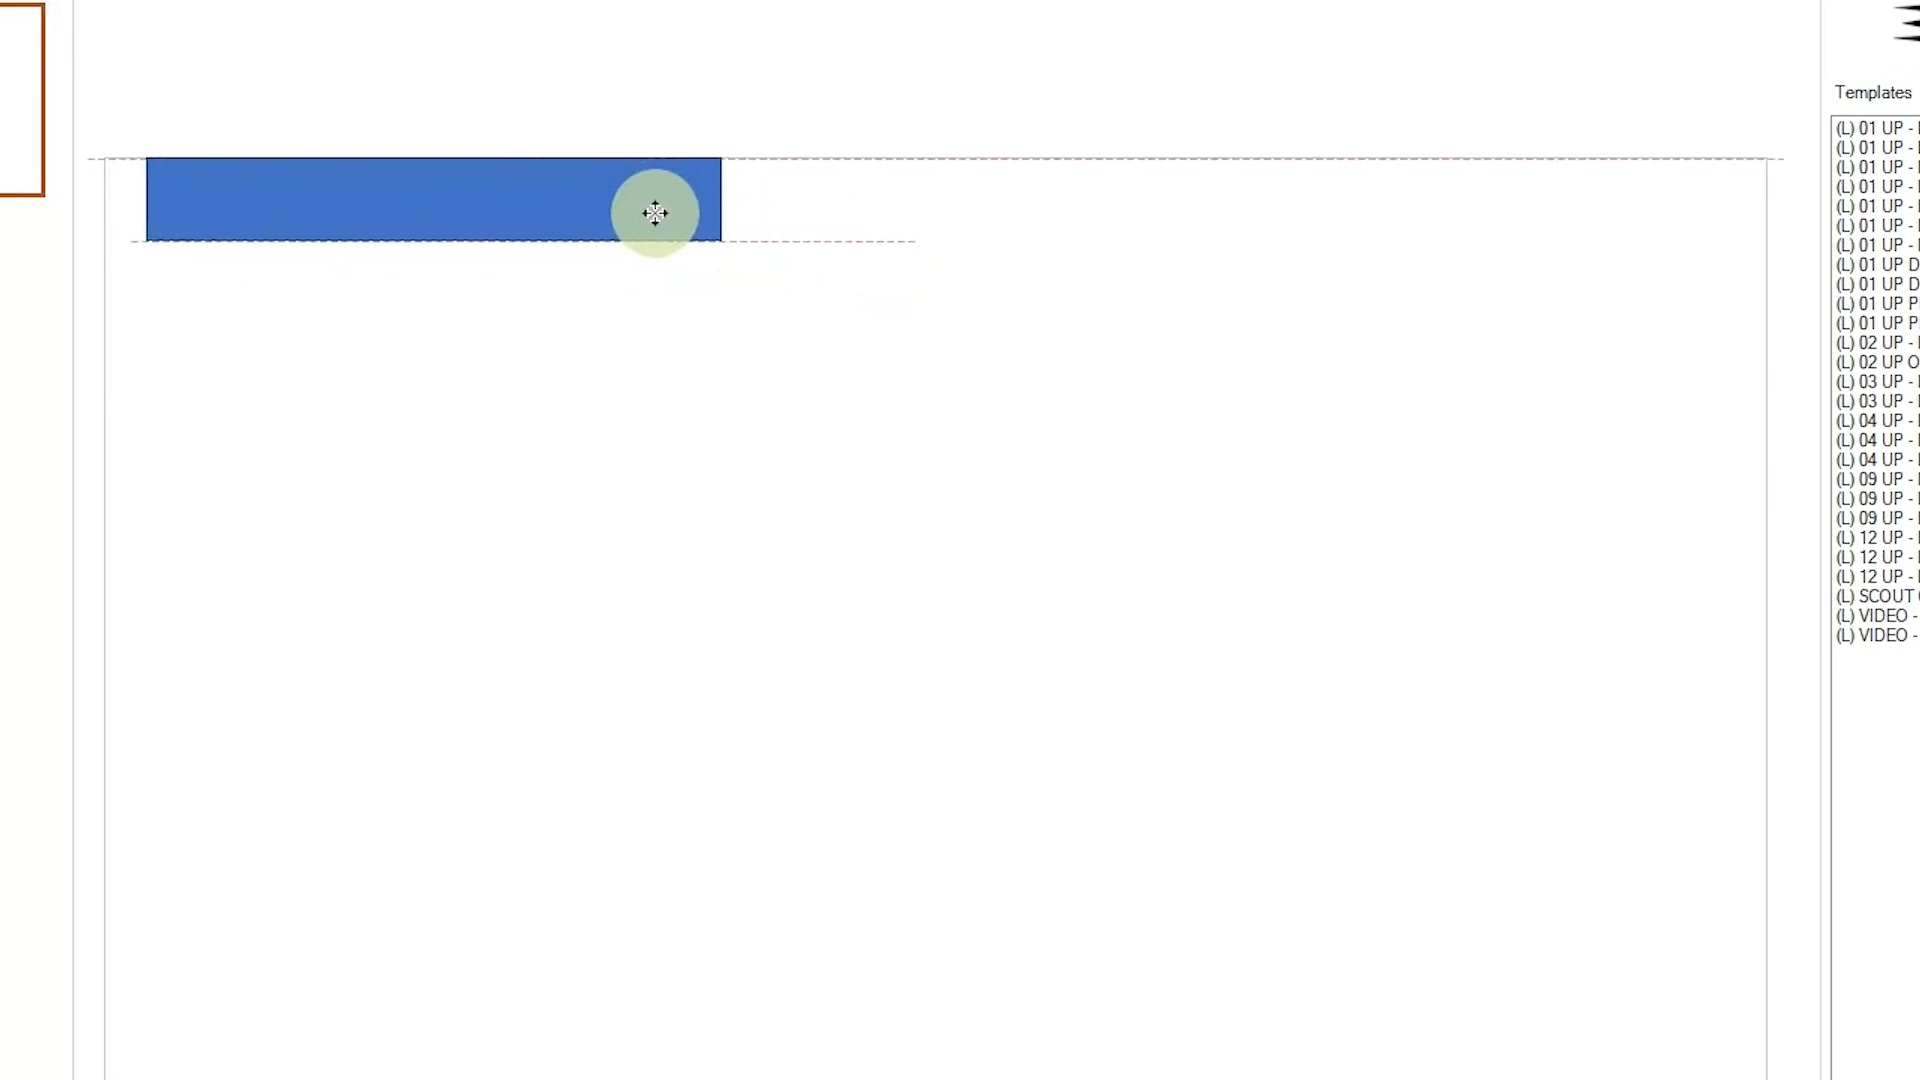 Templates
(L) 01 UP -
(L) 01 UP -
(L) 01 UP -
(L) 01 UP -
(L) 01 UP -
(L) 01 UP -
(L) 01 UP -
(L) 01 UP D
(L) 01 UP D
(L) 01 UP P
(L) 01 UP P
(L) 02 UP -
(L) 02 UP O
(L) 03 UP -
(L) 03 UP -
(L) 04 UP -
(L) 04 UP -
(L) 04 UP -
(L) 09 UP -
(L) 09 UP -
(L) 09 UP -
(L) 12 UP -
(L) 12 UP -
(L) 12 UP -
(L) SCOUT
(L) VIDEO -
(L) VIDEO -